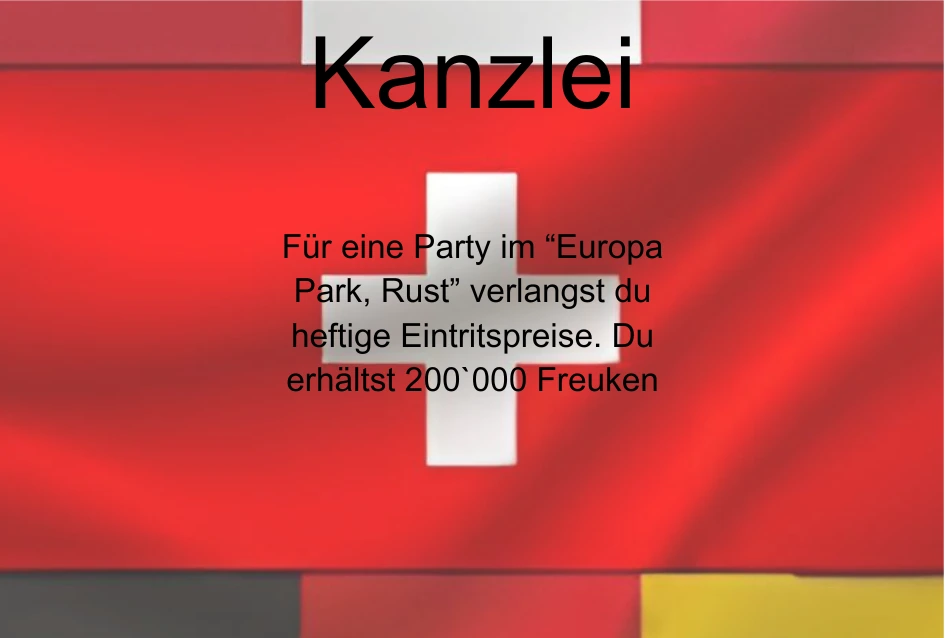 Kanzlei
Für eine Party im “Europa
Park, Rust” verlangst du
heftige Eintritspreise. Du
erhältst 200`000 Freuken